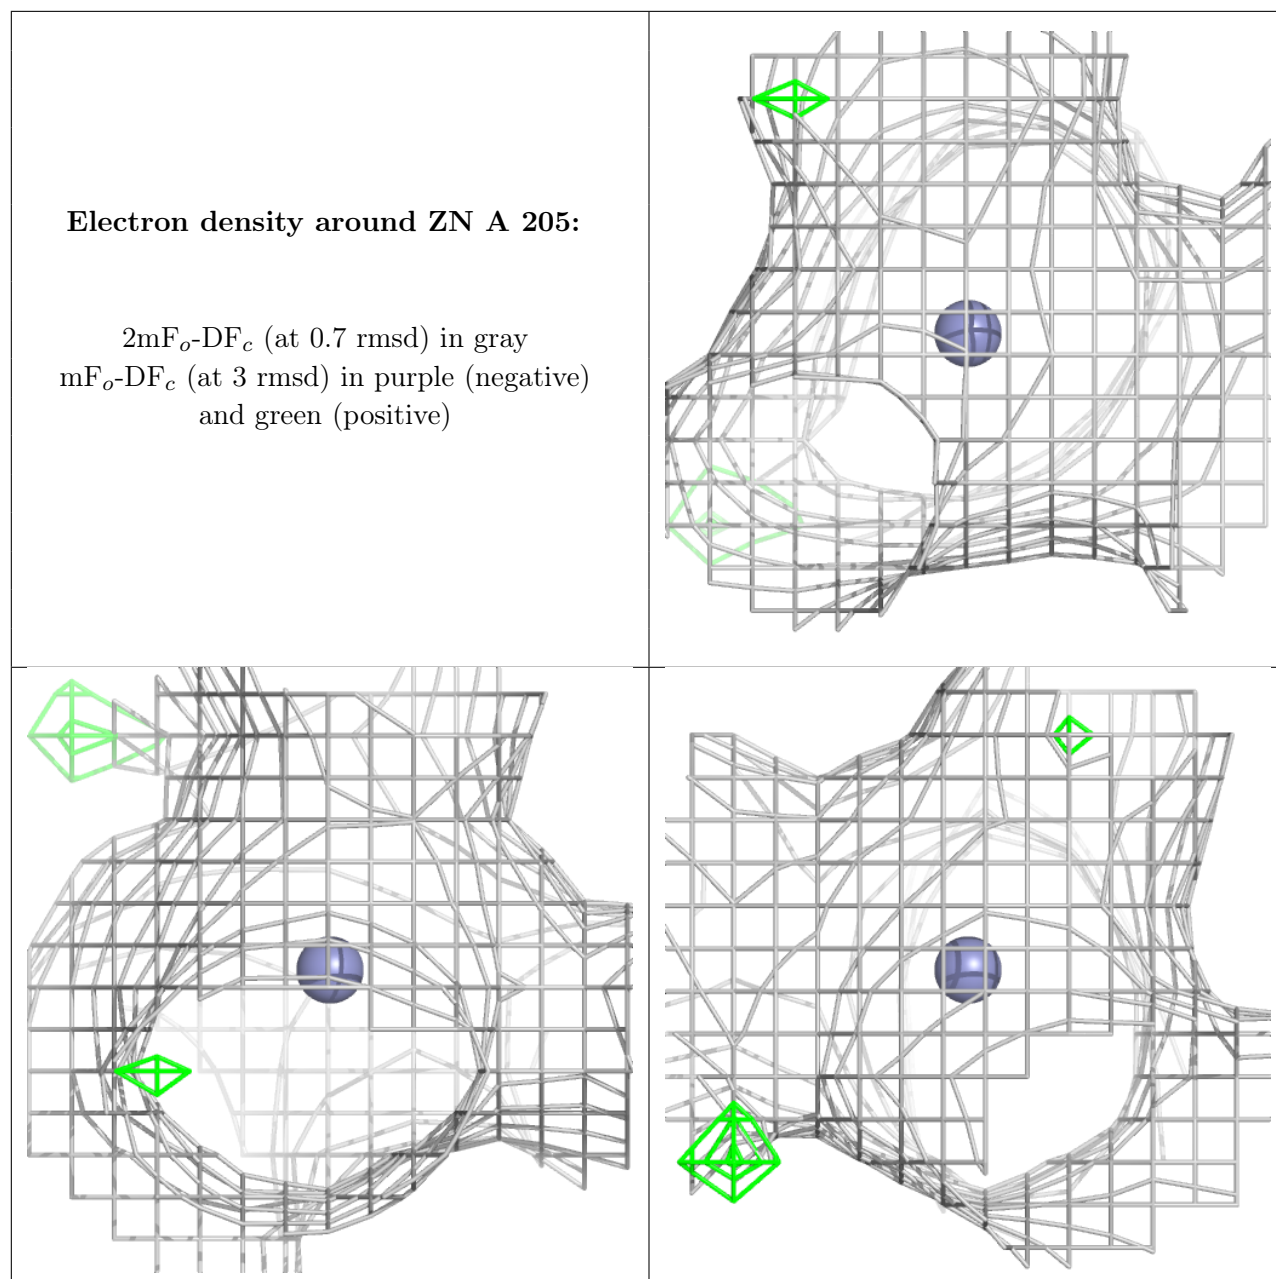 Electron density around ZN A 205:
2mFo-DFc (at 0.7 rmsd) in gray
mFo-DFc (at 3 rmsd) in purple (negative)
and green (positive)